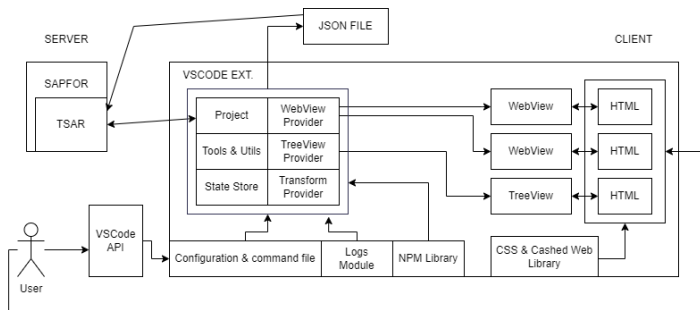 JSON FILE
SERVER
CLIENT
SAPFOR
TSAR
VSCODE EXT.
Project
WebView
Provider
Tools & Utils
TreeView
Provider
State Store
Transform
Provider
WebView
HTML
WebView
HTML
TreeView
HTML
VSCode
API
Configuration & command file
Logs
Module
NPM Library
CSS & Cashed Web
Library
User